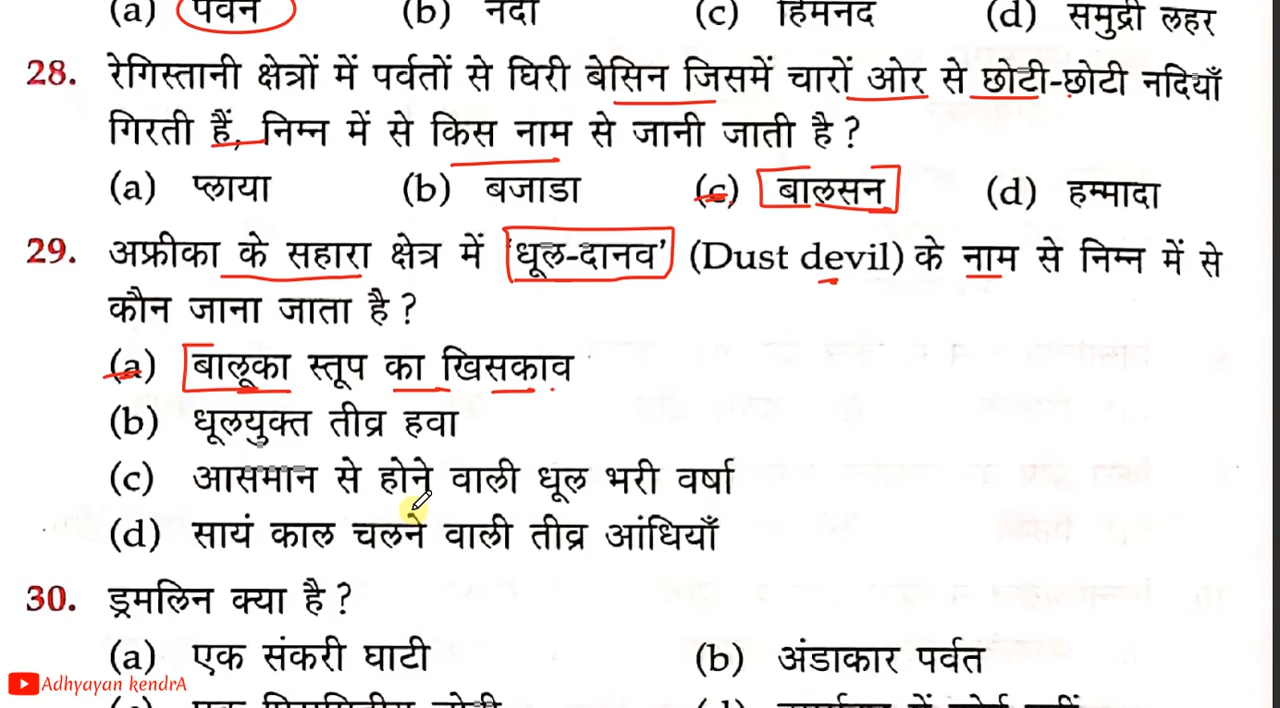 (a) पवन (b) नदी (c) हिमनद (d) समुद्री लहर
28. रेगिस्तानी क्षेत्रों में पर्वतों से घिरी बेसिन जिसमें चारों ओर से छोटी-छोटी नदियाँ
गिरती हैं, निम्न में से किस नाम से जानी जाती है ?
(a) प्लाया (b) बजाडा (c) बालसन (d) हम्मादा
29. अफ्रीका के सहारा क्षेत्र में 'धूल-दानव' (Dust devil) के नाम से निम्न में से
कौन जाना जाता है ?
(a) बालूका स्तूप का खिसकाव
(b) धूलयुक्त तीव्र हवा
(c) आसमान से होने वाली धूल भरी वर्षा
(d) सायं काल चलने वाली तीव्र आंधियाँ
30. ड्रमलिन क्या है ?
(a) एक संकरी घाटी (b) अंडाकार पर्वत
Adhyayan kendrA